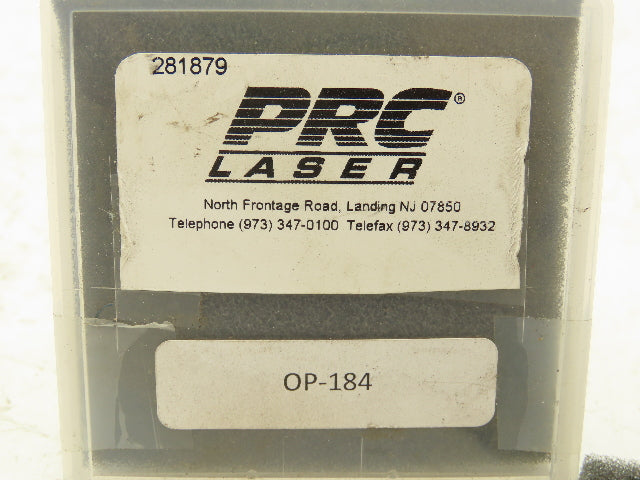 281879
PRC®
LASER
North Frontage Road, Landing NJ 07850
Telephone (973) 347-0100 Telefax (973) 347-8932
OP-184